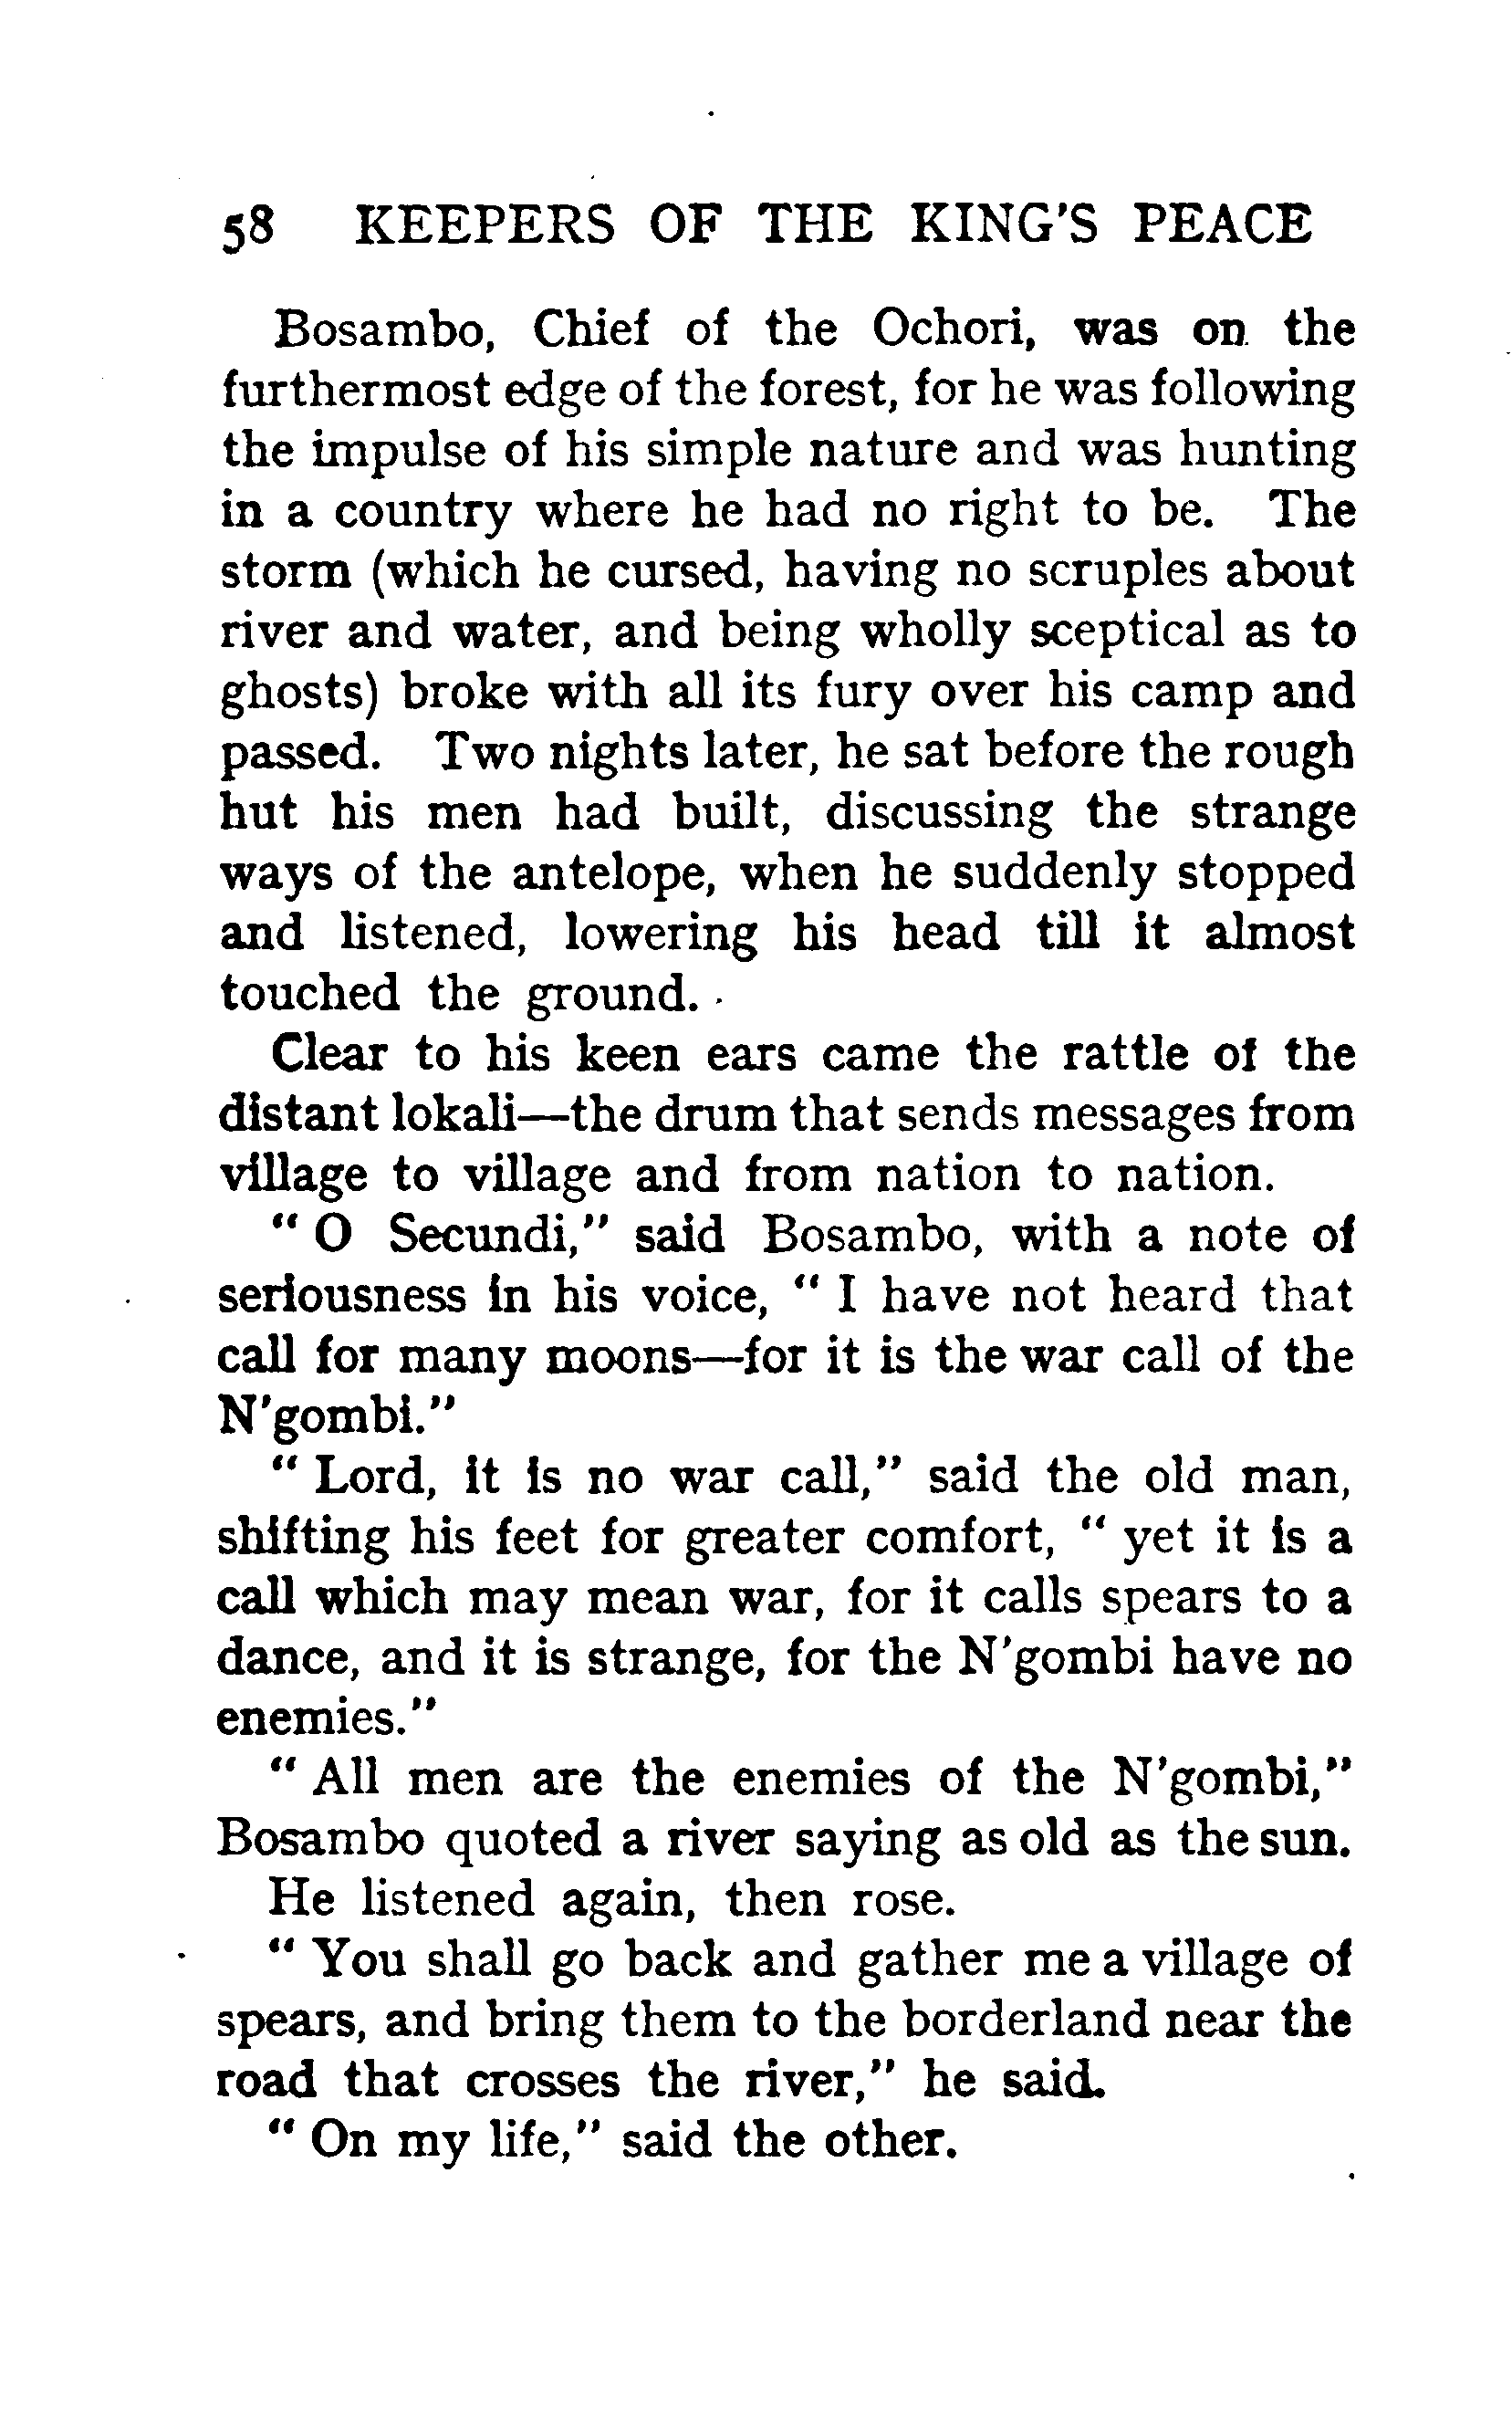 58 KEEPERS OF THE KING'S PEACE
Bosambo, Chief of the Ochori, was on the
furthermost edge of the forest, for he was following
the impulse of his simple nature and was hunting
in a country where he had no right to be. The
storm (which he cursed, having no scruples about
river and water, and being wholly sceptical as to
ghosts) broke with all its fury over his camp and
passed. Two nights later, he sat before the rough
hut his men had built, discussing the strange
ways of the antelope, when he suddenly stopped
and listened, lowering his head till it almost
touched the ground.
Clear to his keen ears came the rattle of the
distant lokali—the drum that sends messages from
village to village and from nation to nation.
" O Secundi," said Bosambo, with a note of
seriousness in his voice, " I have not heard that
call for many moons—for it is the war call of the
N'gombi."
" Lord, it is no war call," said the old man,
shifting his feet for greater comfort, " yet it is a
call which may mean war, for it calls spears to a
dance, and it is strange, for the N'gombi have no
enemies."
" All men are the enemies of the N'gombi,"
Bosambo quoted a river saying as old as the sun.
He listened again, then rose.
" You shall go back and gather me a village of
spears, and bring them to the borderland near the
road that crosses the river," he said.
" On my life," said the other.